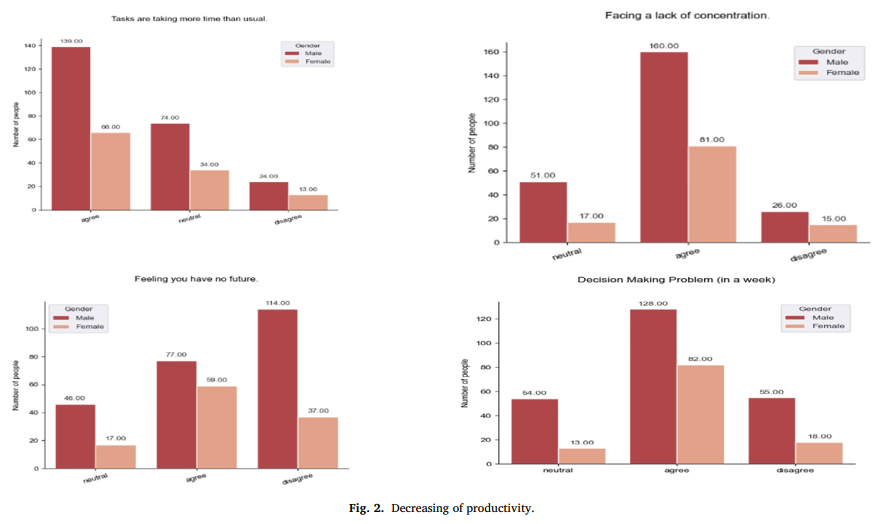 Tasks are taking more time than usual.
Number of people
140
120
100
80
60
40
20
0
139.00
66.00
74.00
34.00
24.00
13.00
Gender
Male
Female
agree
neutral
disagree
Facing a lack of concentration.
Number of people
160
140
120
100
80
60
40
20
0
51.00
17.00
160.00
81.00
26.00
15.00
Gender
Male
Female
neutral
agree
disagree
Feeling you have no future.
Number of people
100
80
60
40
20
0
46.00
17.00
77.00
59.00
114.00
37.00
Gender
Male
Female
neutral
agree
disagree
Decision Making Problem (in a week)
Number of people
120
100
80
60
40
20
0
54.00
13.00
128.00
82.00
55.00
18.00
Gender
Male
Female
neutral
agree
disagree
Fig. 2. Decreasing of productivity.